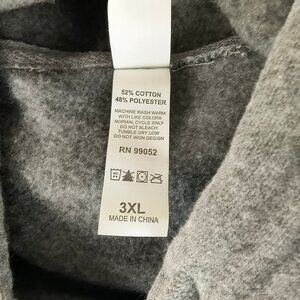 52% COTTON
48% POLYESTER
MACHINE WASH WARM
WITH LIKE COLORS
NORMAL CYCLE ONLY
DO NOT BLEACH
TUMBLE DRY LOW
DO NOT IRON DESIGN
RN 99052
3XL
MADE IN CHINA